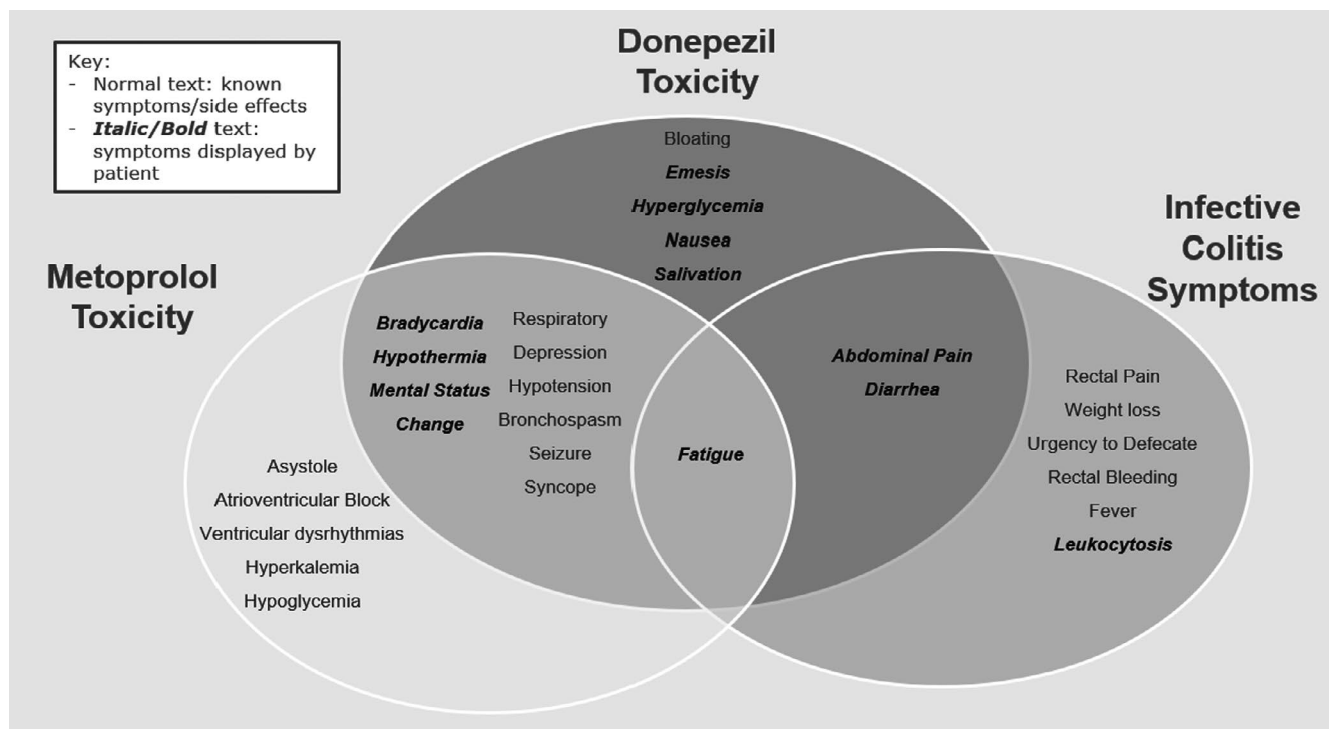 Key:
- Normal text: known
symptoms/side effects
- Italic/Bold text:
symptoms displayed by
patient
Donepezil
Toxicity
Bloating
Emesis
Hyperglycemia
Nausea
Salivation
Infective
Colitis
Symptoms
Metoprolol
Toxicity
Bradycardia
Hypothermia
Mental Status
Change
Respiratory
Depression
Hypotension
Bronchospasm
Seizure
Syncope
Abdominal Pain
Diarrhea
Rectal Pain
Weight loss
Urgency to Defecate
Rectal Bleeding
Fever
Leukocytosis
Fatigue
Asystole
Atrioventricular Block
Ventricular dysrhythmias
Hyperkalemia
Hypoglycemia